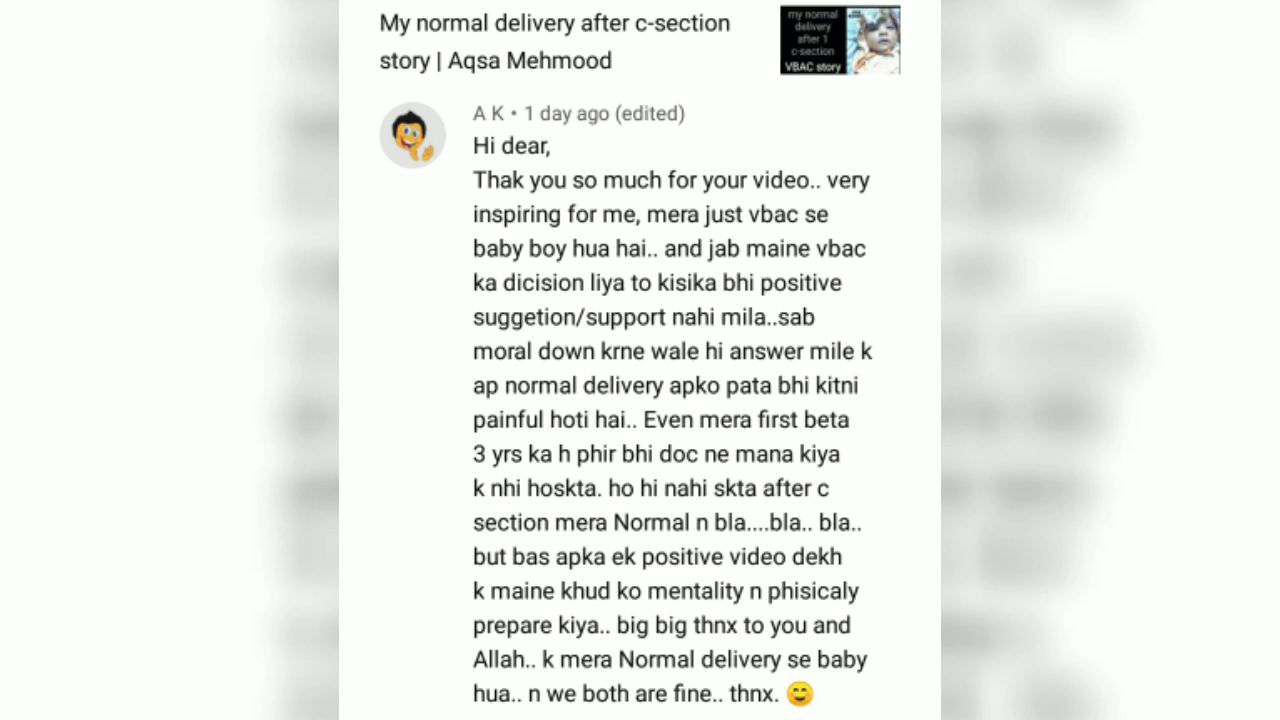 My normal delivery after c-section
story | Aqsa Mehmood
my normal
delivery
after 1
c-section
VBAC story
A K • 1 day ago (edited)
Hi dear,
Thak you so much for your video.. very
inspiring for me, mera just vbac se
baby boy hua hai.. and jab maine vbac
ka dicision liya to kisika bhi positive
suggetion/support nahi mila..sab
moral down krne wale hi answer mile k
ap normal delivery apko pata bhi kitni
painful hoti hai.. Even mera first beta
3 yrs ka h phir bhi doc ne mana kiya
k nhi hoskta. ho hi nahi skta after c
section mera Normal n bla....bla.. bla..
but bas apka ek positive video dekh
k maine khud ko mentality n phisicaly
prepare kiya.. big big thnx to you and
Allah.. k mera Normal delivery se baby
hua.. n we both are fine.. thnx. 😊